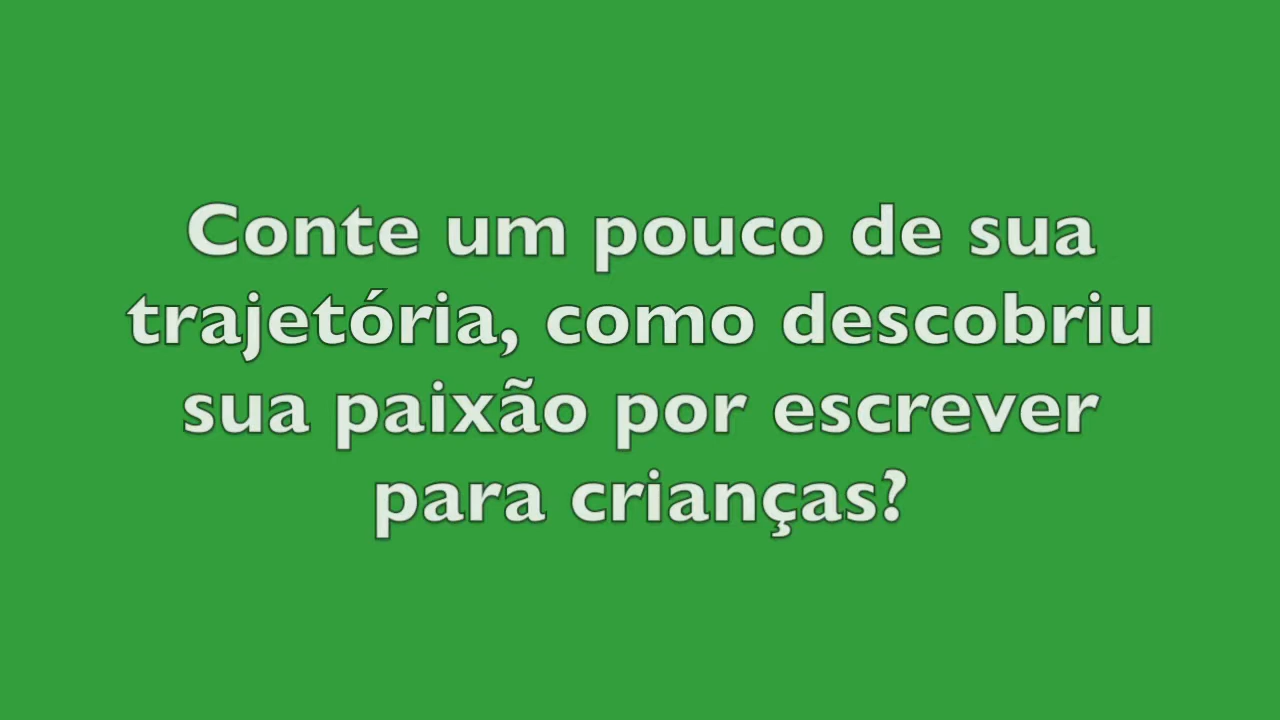 Conte um pouco de sua
trajetória, como descobriu
sua paixão por escrever
para crianças?